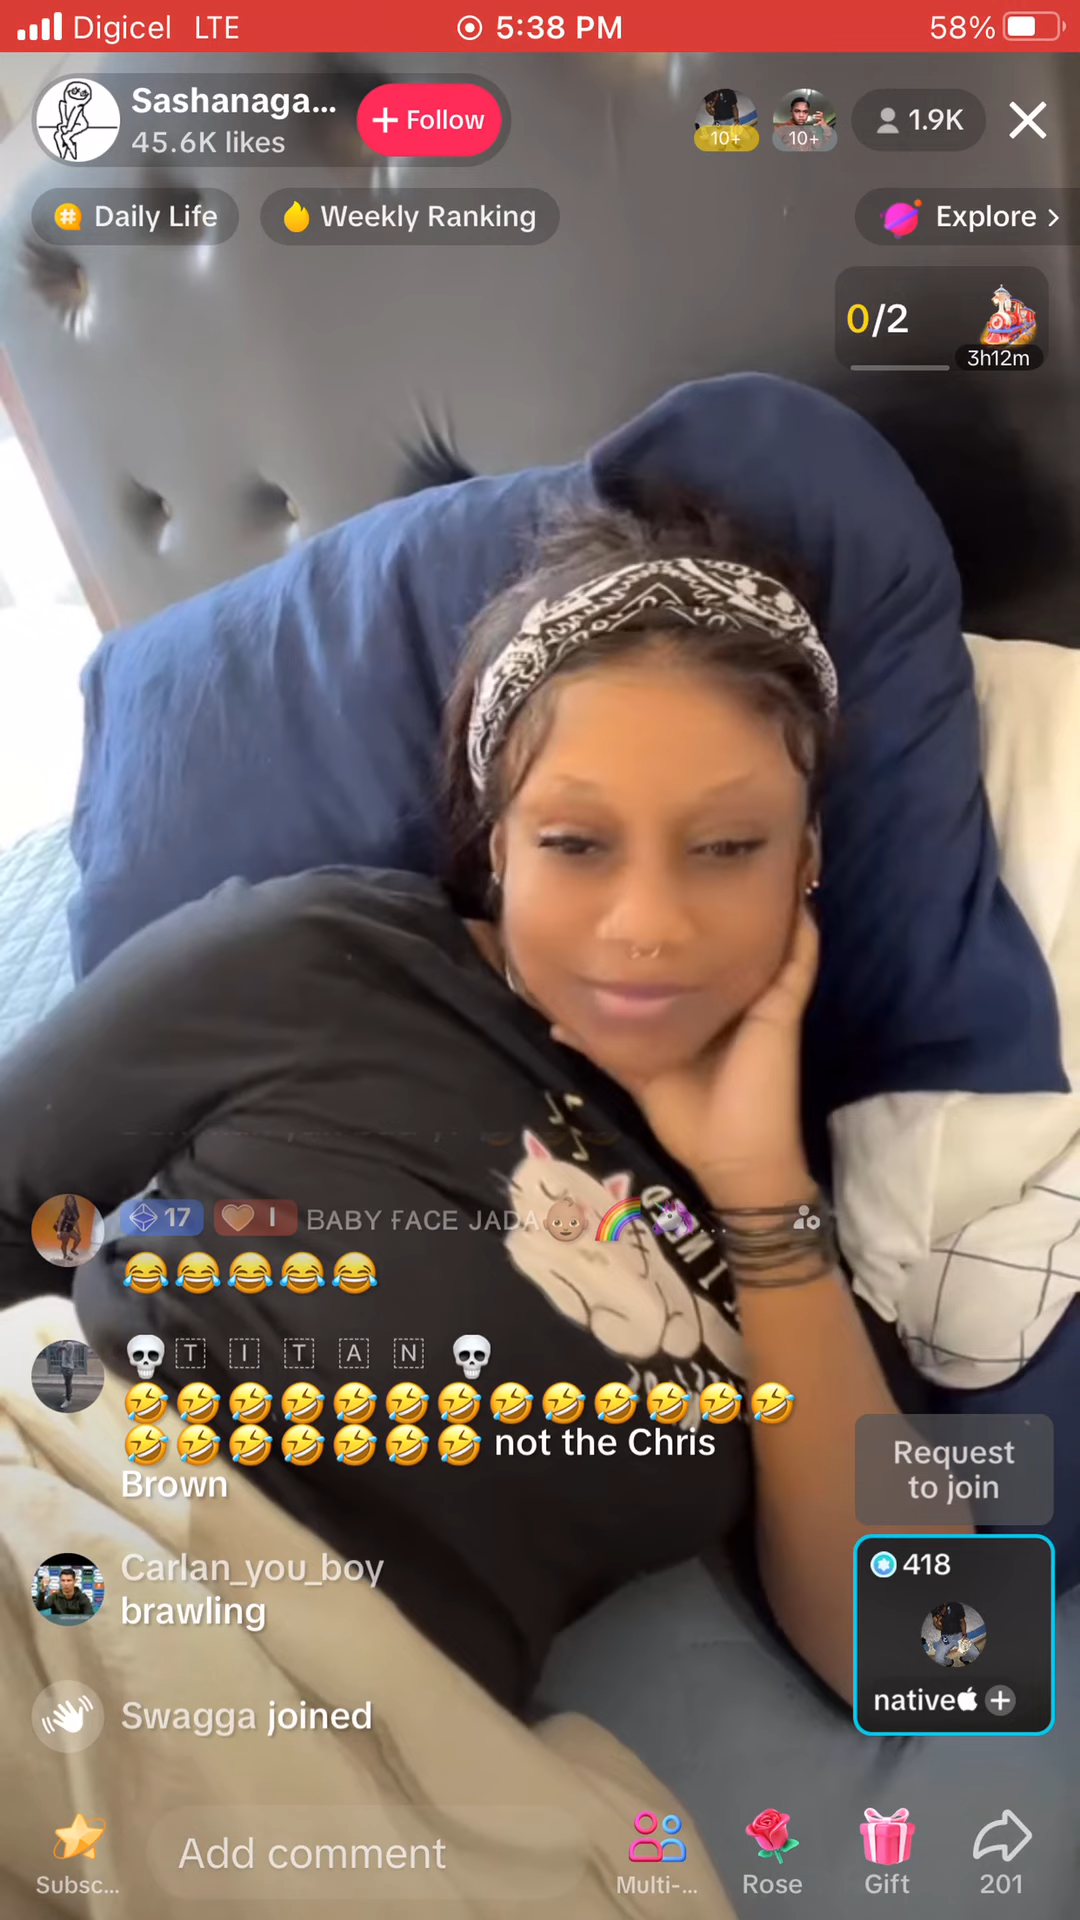 Digicel LTE 5:38 PM 58%
Sashanaga...
45.6K likes
+ Follow
10+
10+
1.9K
Daily Life
Weekly Ranking
Explore >
0/2
3h12m
17 I BABY FACE JADA👶🏽🌈🦄...
😂😂😂😂😂
💀 T I T A N 💀
🤣🤣🤣🤣🤣🤣🤣🤣🤣🤣🤣🤣🤣
🤣🤣🤣🤣🤣🤣🤣 not the Chris
Brown
Carlan_you_boy
brawling
Swagga joined
Request
to join
418
native +
Subsc...
Add comment
Multi-...
Rose
Gift
201